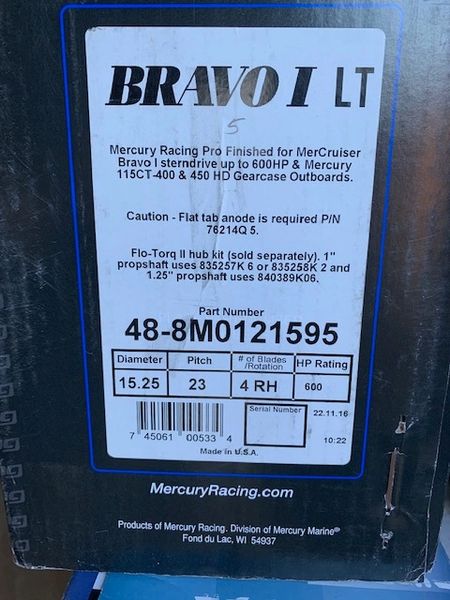 BRAVO I LT
5
Mercury Racing Pro Finished for MerCruiser
Bravo I sterndrive up to 600HP & Mercury
115CT-400 & 450 HD Gearcase Outboards.
Caution - Flat tab anode is required P/N
76214Q 5.
Flo-Torq II hub kit (sold separately). 1"
propshaft uses 835257K 6 or 835258K 2 and
1.25" propshaft uses 840389K06.
Part Number
48-8M0121595
Diameter Pitch # of Blades /Rotation HP Rating
15.25 23 4 RH 600
Serial Number 22.11.16
7 45061 00533 4 10:22
Made in U.S.A.
MercuryRacing.com
Products of Mercury Racing. Division of Mercury Marine®
Fond du Lac, WI 54937